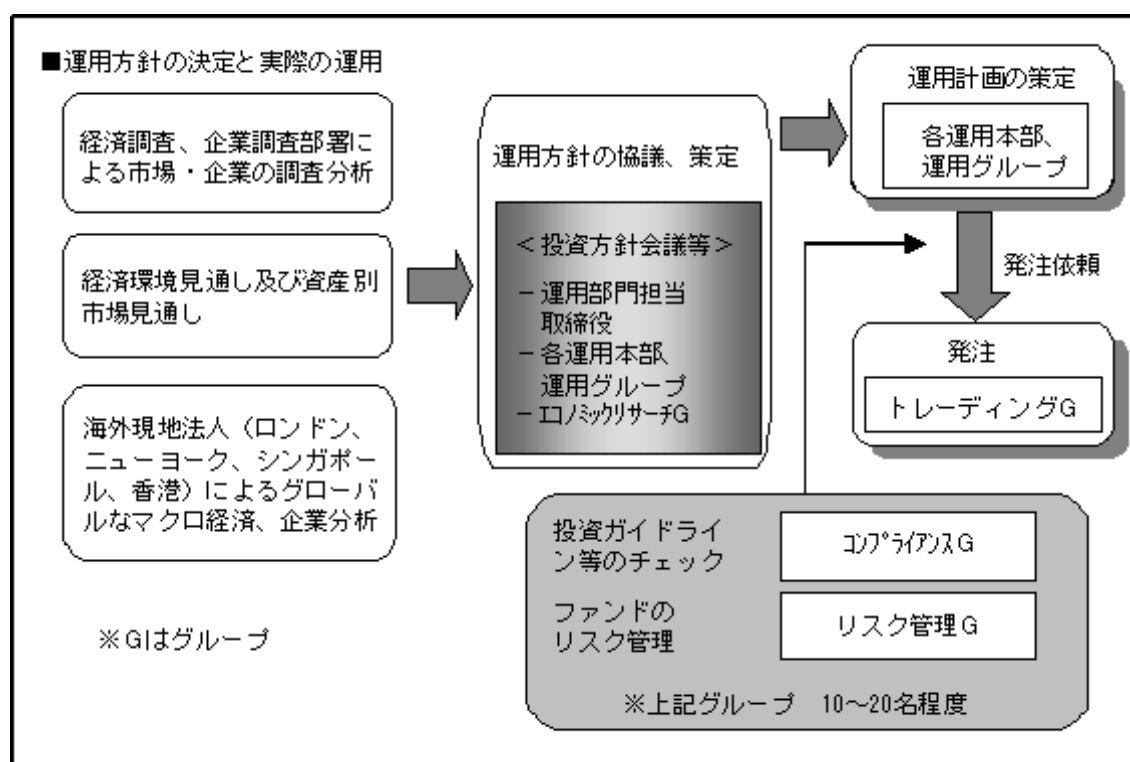 ■運用方針の決定と実際の運用
経済調査、企業調査部署に
よる市場・企業の調査分析
経済環境見通し及び資産別
市場見通し
海外現地法人（ロンドン、
ニューヨーク、シンガポー
ル、香港）によるグローバ
ルなマクロ経済、企業分析
※Gはグループ
運用方針の協議、策定
＜投資方針会議等＞
－運用部門担当
取締役
－各運用本部、
運用グループ
－ｴｺﾉﾐｯｸﾘｻｰﾁG
運用計画の策定
各運用本部、
運用グループ
発注依頼
発注
トレーディングG
投資ガイドライ
ン等のチェック
ｺﾝﾌﾟﾗｲｱﾝｽG
ファンドの
リスク管理
リスク管理G
※上記グループ　10～20名程度